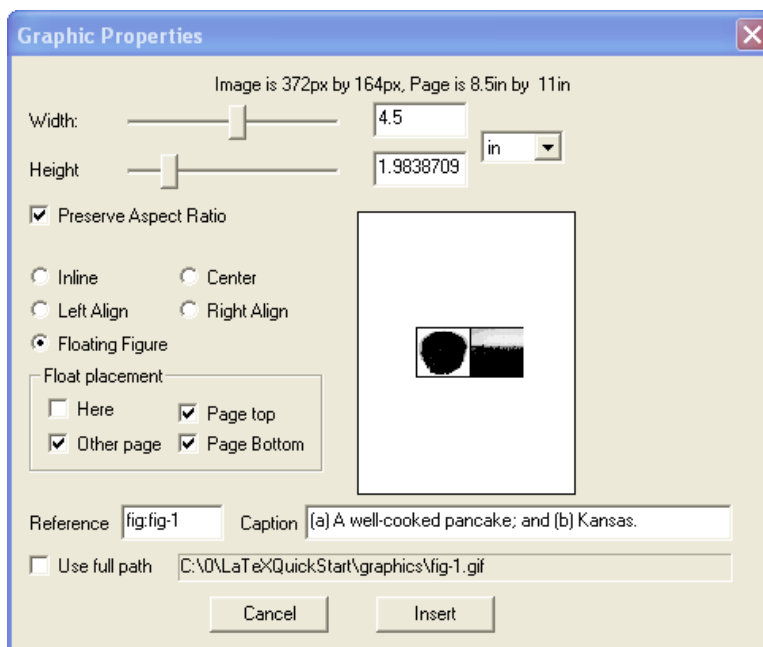 Graphic Properties
Image is 372px by 164px, Page is 8.5in by 11in
Width:
4.5
in
Height
1.9838709
Preserve Aspect Ratio
Inline
Center
Left Align
Right Align
Floating Figure
Float placement
Here
Page top
Other page
Page Bottom
Reference
fig:fig-1
Caption
(a) A well-cooked pancake; and (b) Kansas.
Use full path
C:\0\LaTeXQuickStart\graphics\fig-1.gif
Cancel
Insert